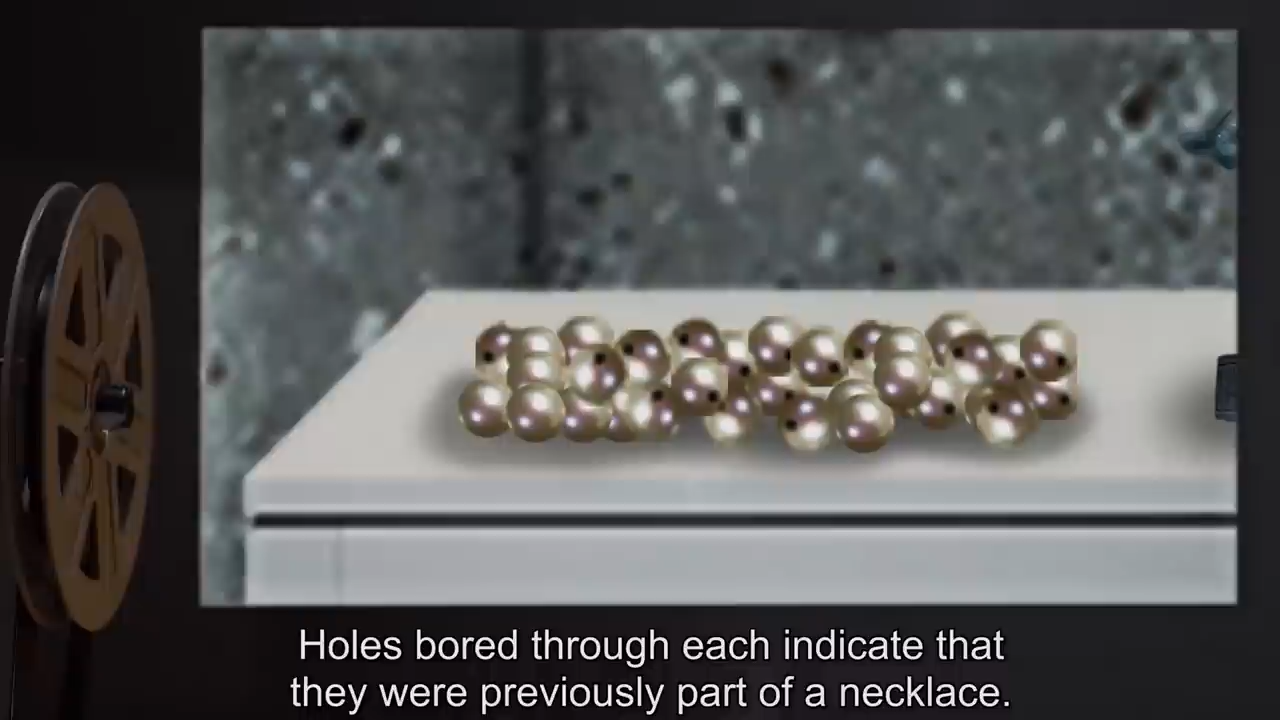 Holes bored through each indicate that
they were previously part of a necklace.